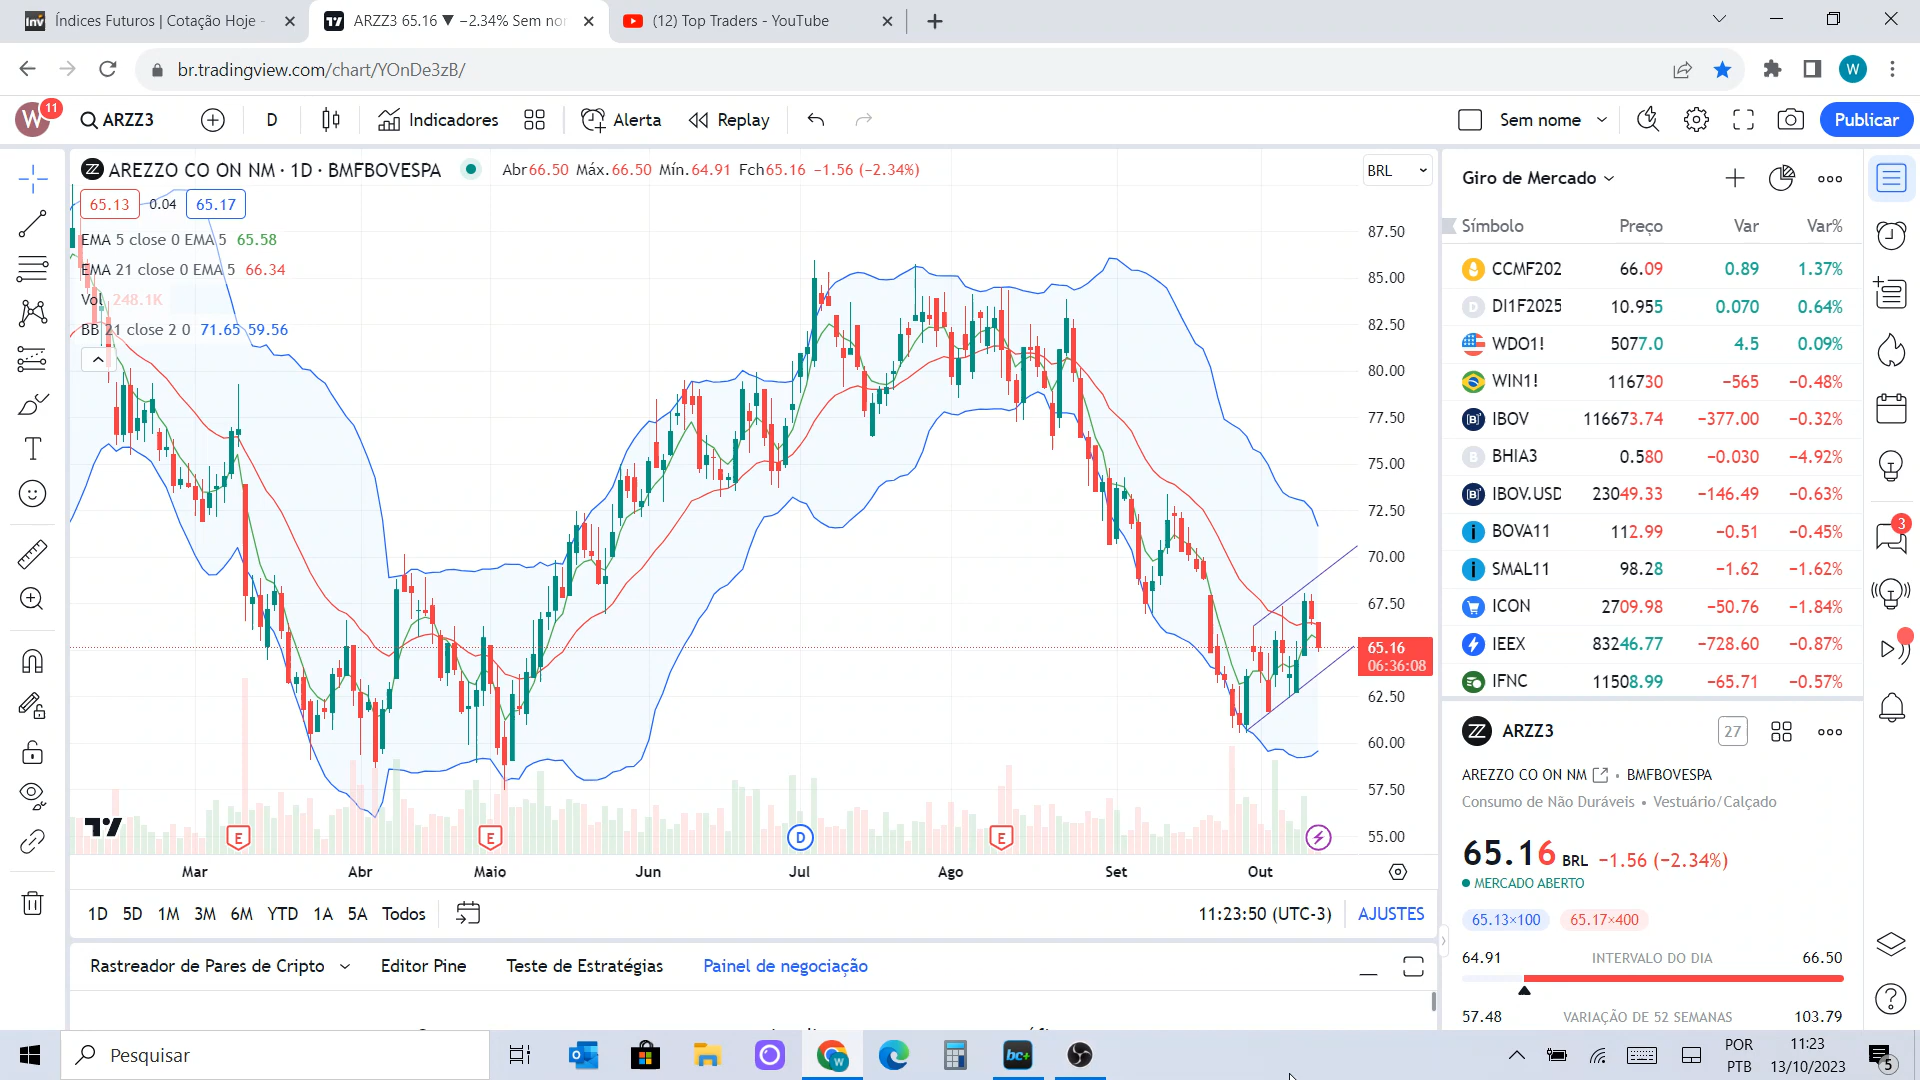 Índices Futuros | Cotação Hoje -
ARZZ3 65.16 ▼ −2.34% Sem no
(12) Top Traders - YouTube
br.tradingview.com/chart/YOnDe3zB/
W
W
11
ARZZ3
D
Indicadores
Alerta
Replay
Sem nome
Publicar
AREZZO CO ON NM · 1D · BMFBOVESPA
Abr66.50 Máx.66.50 Mín.64.91 Fch65.16 −1.56 (−2.34%)
BRL
65.13
0.04
65.17
EMA 5 close 0 EMA 5 65.58
EMA 21 close 0 EMA 5 66.34
Vol 248.1K
BB 21 close 2 0 71.65 59.56
87.50
85.00
82.50
80.00
77.50
75.00
72.50
70.00
67.50
65.16
06:36:08
62.50
60.00
57.50
55.00
E
E
D
E
Mar
Abr
Maio
Jun
Jul
Ago
Set
Out
1D 5D 1M 3M 6M YTD 1A 5A Todos
11:23:50 (UTC-3)
AJUSTES
Rastreador de Pares de Cripto
Editor Pine
Teste de Estratégias
Painel de negociação
Giro de Mercado
Símbolo Preço Var Var%
CCMF202 66.09 0.89 1.37%
D DI1F2025 10.955 0.070 0.64%
WDO1! 5077.0 4.5 0.09%
WIN1! 116730 −565 −0.48%
[B] IBOV 116673.74 −377.00 −0.32%
B BHIA3 0.580 −0.030 −4.92%
[B] IBOV.USD 23049.33 −146.49 −0.63%
BOVA11 112.99 −0.51 −0.45%
SMAL11 98.28 −1.62 −1.62%
ICON 2709.98 −50.76 −1.84%
IEEX 83246.77 −728.60 −0.87%
IFNC 11508.99 −65.71 −0.57%
ARZZ3
27
AREZZO CO ON NM • BMFBOVESPA
Consumo de Não Duráveis • Vestuário/Calçado
65.16 BRL −1.56 (−2.34%)
MERCADO ABERTO
65.13×100
65.17×400
64.91 INTERVALO DO DIA 66.50
57.48 VARIAÇÃO DE 52 SEMANAS 103.79
3
Pesquisar
bc+
POR
PTB
11:23
13/10/2023
5